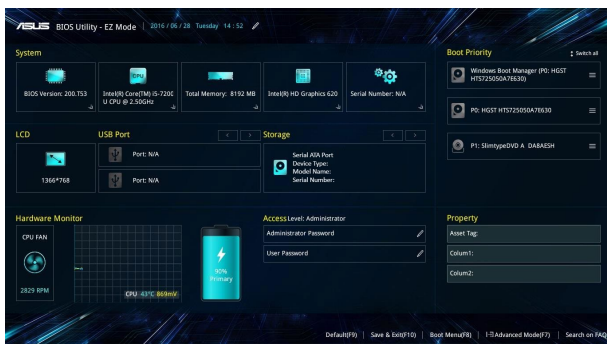 ASUS BIOS Utility - EZ Mode 2016 / 06 / 28 Tuesday 14 : 52
System
BIOS Version: 200.T53
CPU
Intel(R) Core(TM) i5-7200
U CPU @ 2.50GHz
Total Memory: 8192 MB
Intel(R) HD Graphics 620
Serial Number: N/A
Boot Priority
Switch all
Windows Boot Manager (P0: HGST
HTS725050A7E630)
P0: HGST HTS725050A7E630
P1: SlimtypeDVD A DA8AESH
LCD
1366*768
USB Port
< >
Port: N/A
Port: N/A
Storage
< >
Serial ATA Port
Device Type:
Model Name:
Serial Number:
Hardware Monitor
CPU FAN
2829 RPM
CPU 43°C 869mV
90%
Primary
Access Level: Administrator
Administrator Password
User Password
Property
Asset Tag:
Colum1:
Colum2:
Default(F9) | Save & Exit(F10) | Boot Menu(F8) | Advanced Mode(F7) | Search on FAQ